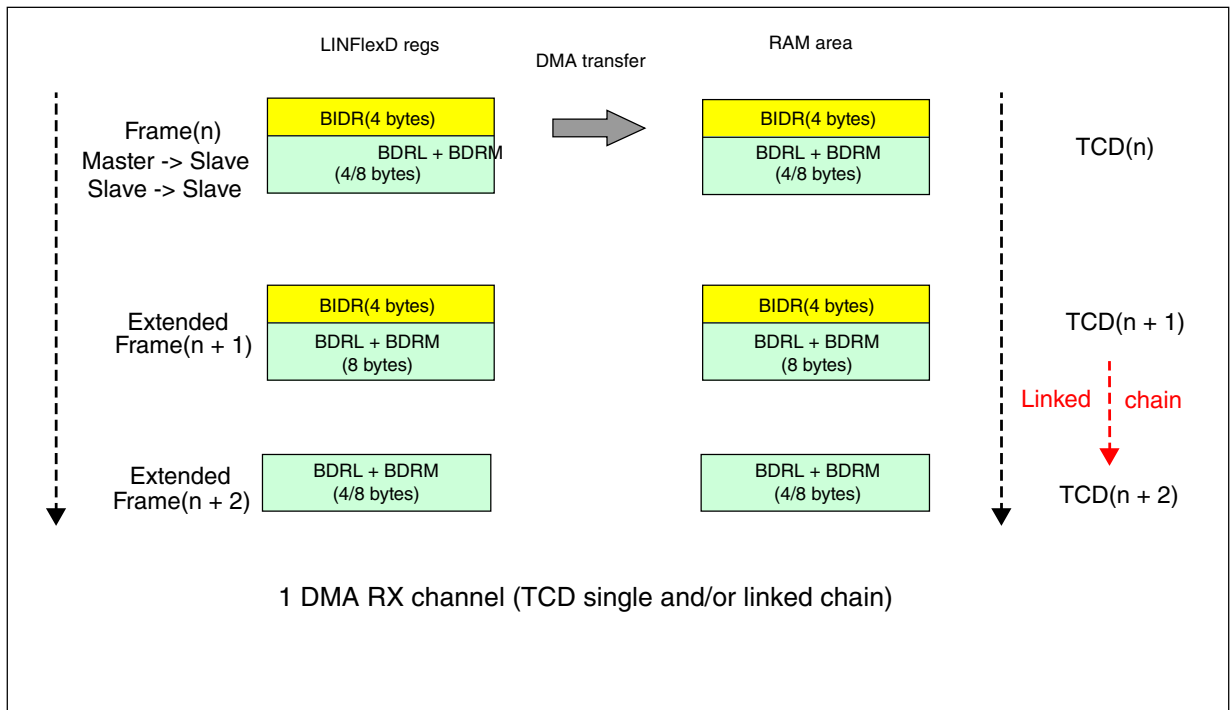 LINFlexD regs
DMA transfer
RAM area
Frame(n)
Master -> Slave
Slave -> Slave
BIDR(4 bytes)
BDRL + BDRM
(4/8 bytes)
BIDR(4 bytes)
BDRL + BDRM
(4/8 bytes)
TCD(n)
Extended
Frame(n + 1)
BIDR(4 bytes)
BDRL + BDRM
(8 bytes)
BIDR(4 bytes)
BDRL + BDRM
(8 bytes)
TCD(n + 1)
Linked chain
Extended
Frame(n + 2)
BDRL + BDRM
(4/8 bytes)
BDRL + BDRM
(4/8 bytes)
TCD(n + 2)
1 DMA RX channel (TCD single and/or linked chain)